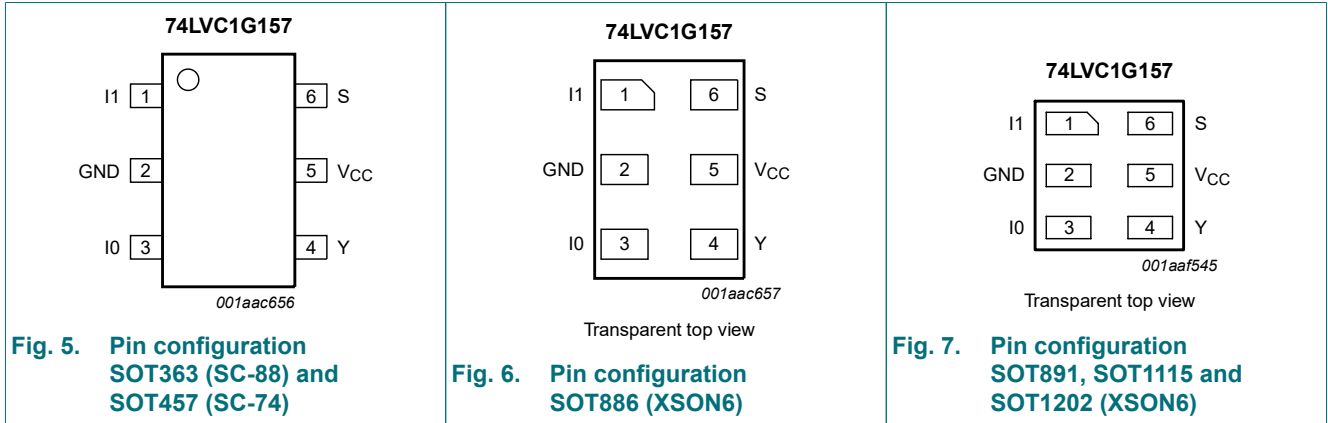 74LVC1G157
I1 1 6 S
GND 2 5 VCC
I0 3 4 Y
001aac656
Fig. 5. Pin configuration
SOT363 (SC-88) and
SOT457 (SC-74)
74LVC1G157
I1 1 6 S
GND 2 5 VCC
I0 3 4 Y
001aac657
Transparent top view
Fig. 6. Pin configuration
SOT886 (XSON6)
74LVC1G157
I1 1 6 S
GND 2 5 VCC
I0 3 4 Y
001aaf545
Transparent top view
Fig. 7. Pin configuration
SOT891, SOT1115 and
SOT1202 (XSON6)